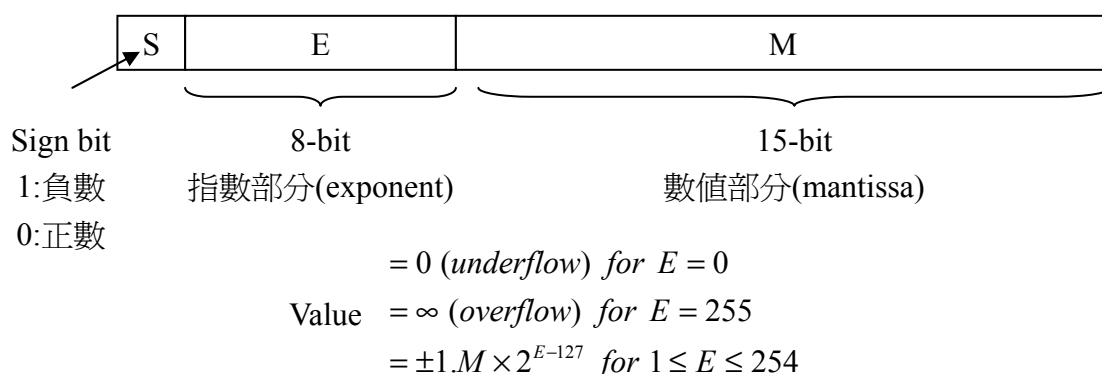 S E M
Sign bit 8-bit 15-bit
1:負數 指數部分(exponent) 數值部分(mantissa)
0:正數
= 0 (underflow) for E = 0
Value = ∞ (overflow) for E = 255
= ±1.M × 2^{E−127} for 1 ≤ E ≤ 254